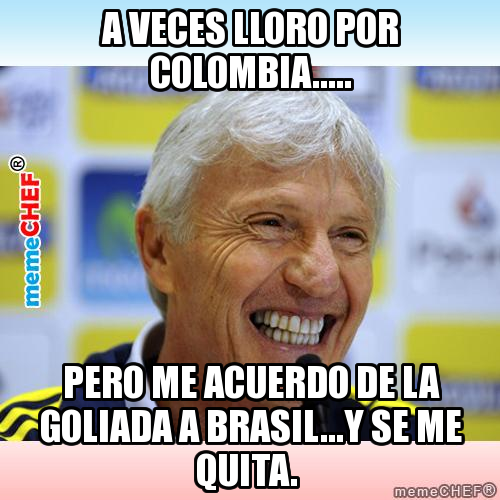 A VECES LLORO POR
COLOMBIA.....
memeCHEF®
PERO ME ACUERDO DE LA
GOLIADA A BRASIL...Y SE ME
QUITA.
memeCHEF®